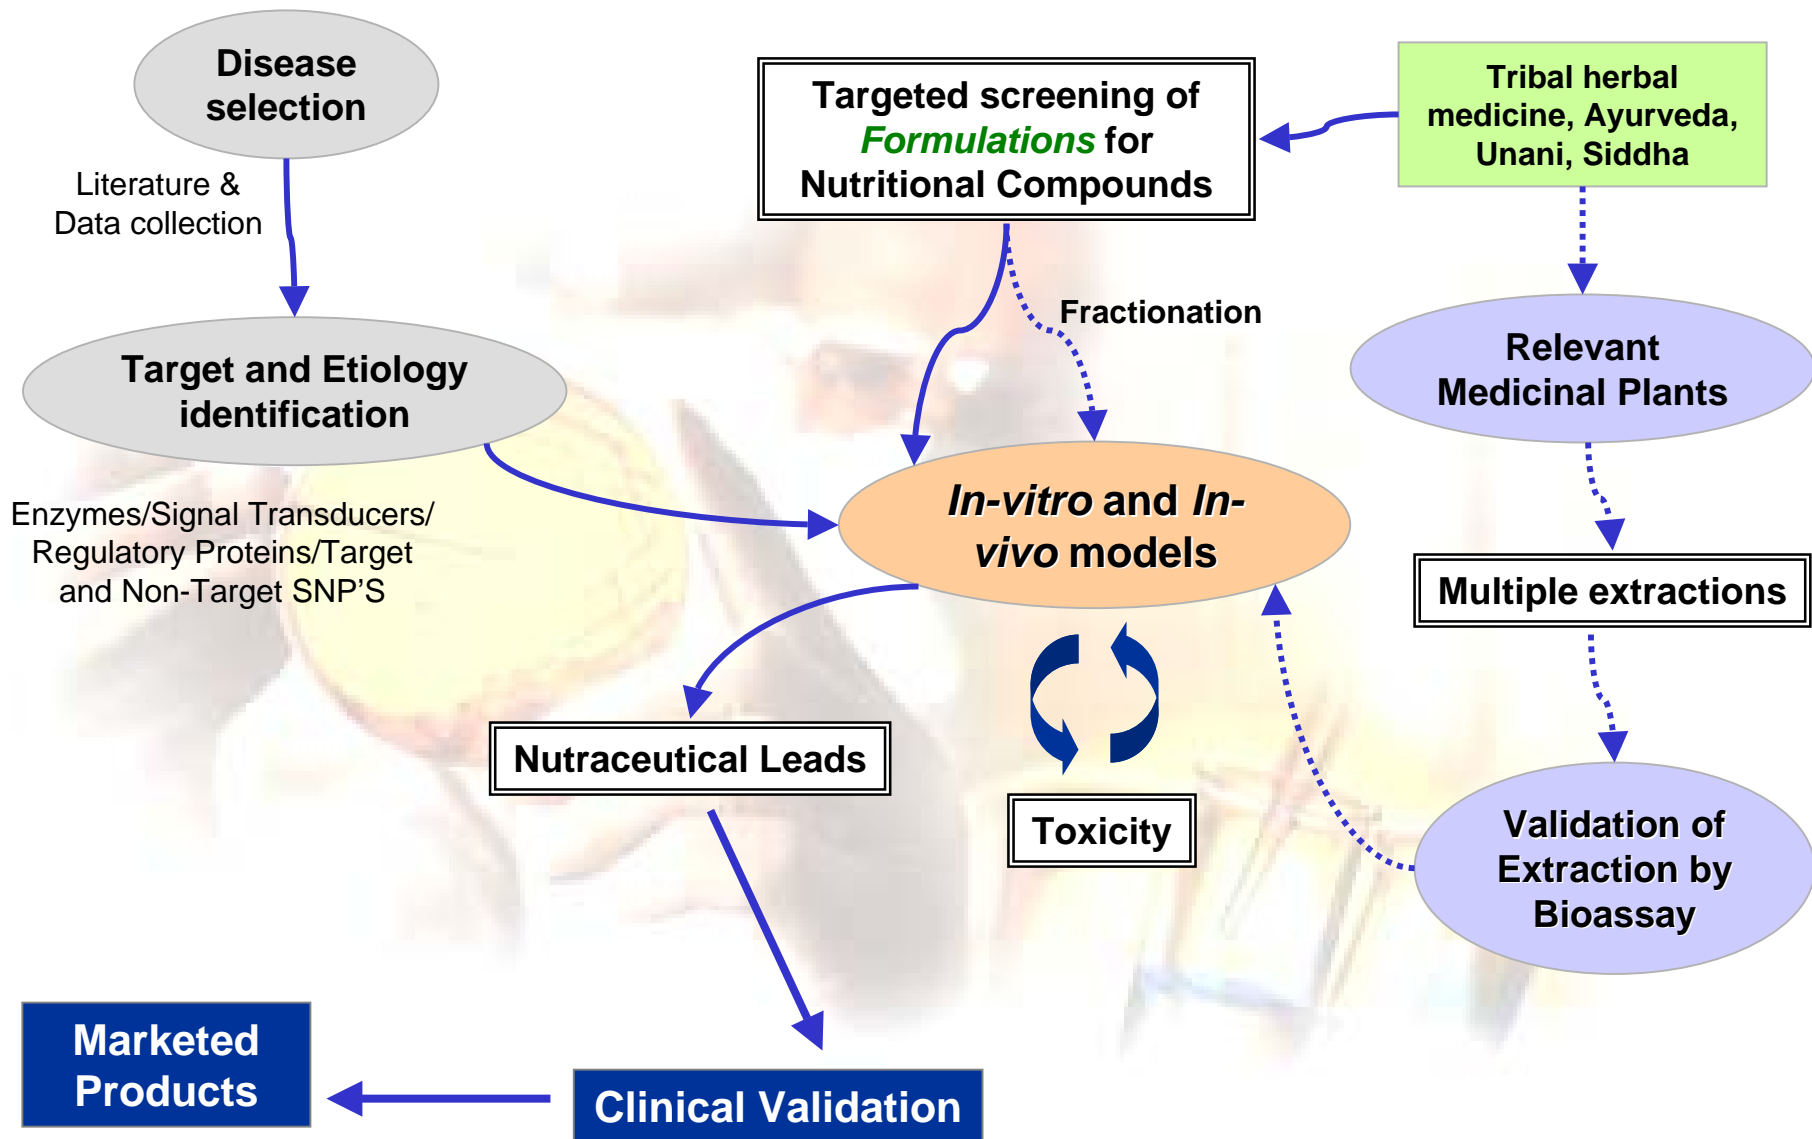 Disease
selection
Literature &
Data collection
Target and Etiology
identification
Enzymes/Signal Transducers/
Regulatory Proteins/Target
and Non-Target SNP'S
Targeted screening of
Formulations for
Nutritional Compounds
Tribal herbal
medicine, Ayurveda,
Unani, Siddha
Fractionation
Relevant
Medicinal Plants
In-vitro and In-
vivo models
Multiple extractions
Nutraceutical Leads
Toxicity
Validation of
Extraction by
Bioassay
Marketed
Products
Clinical Validation